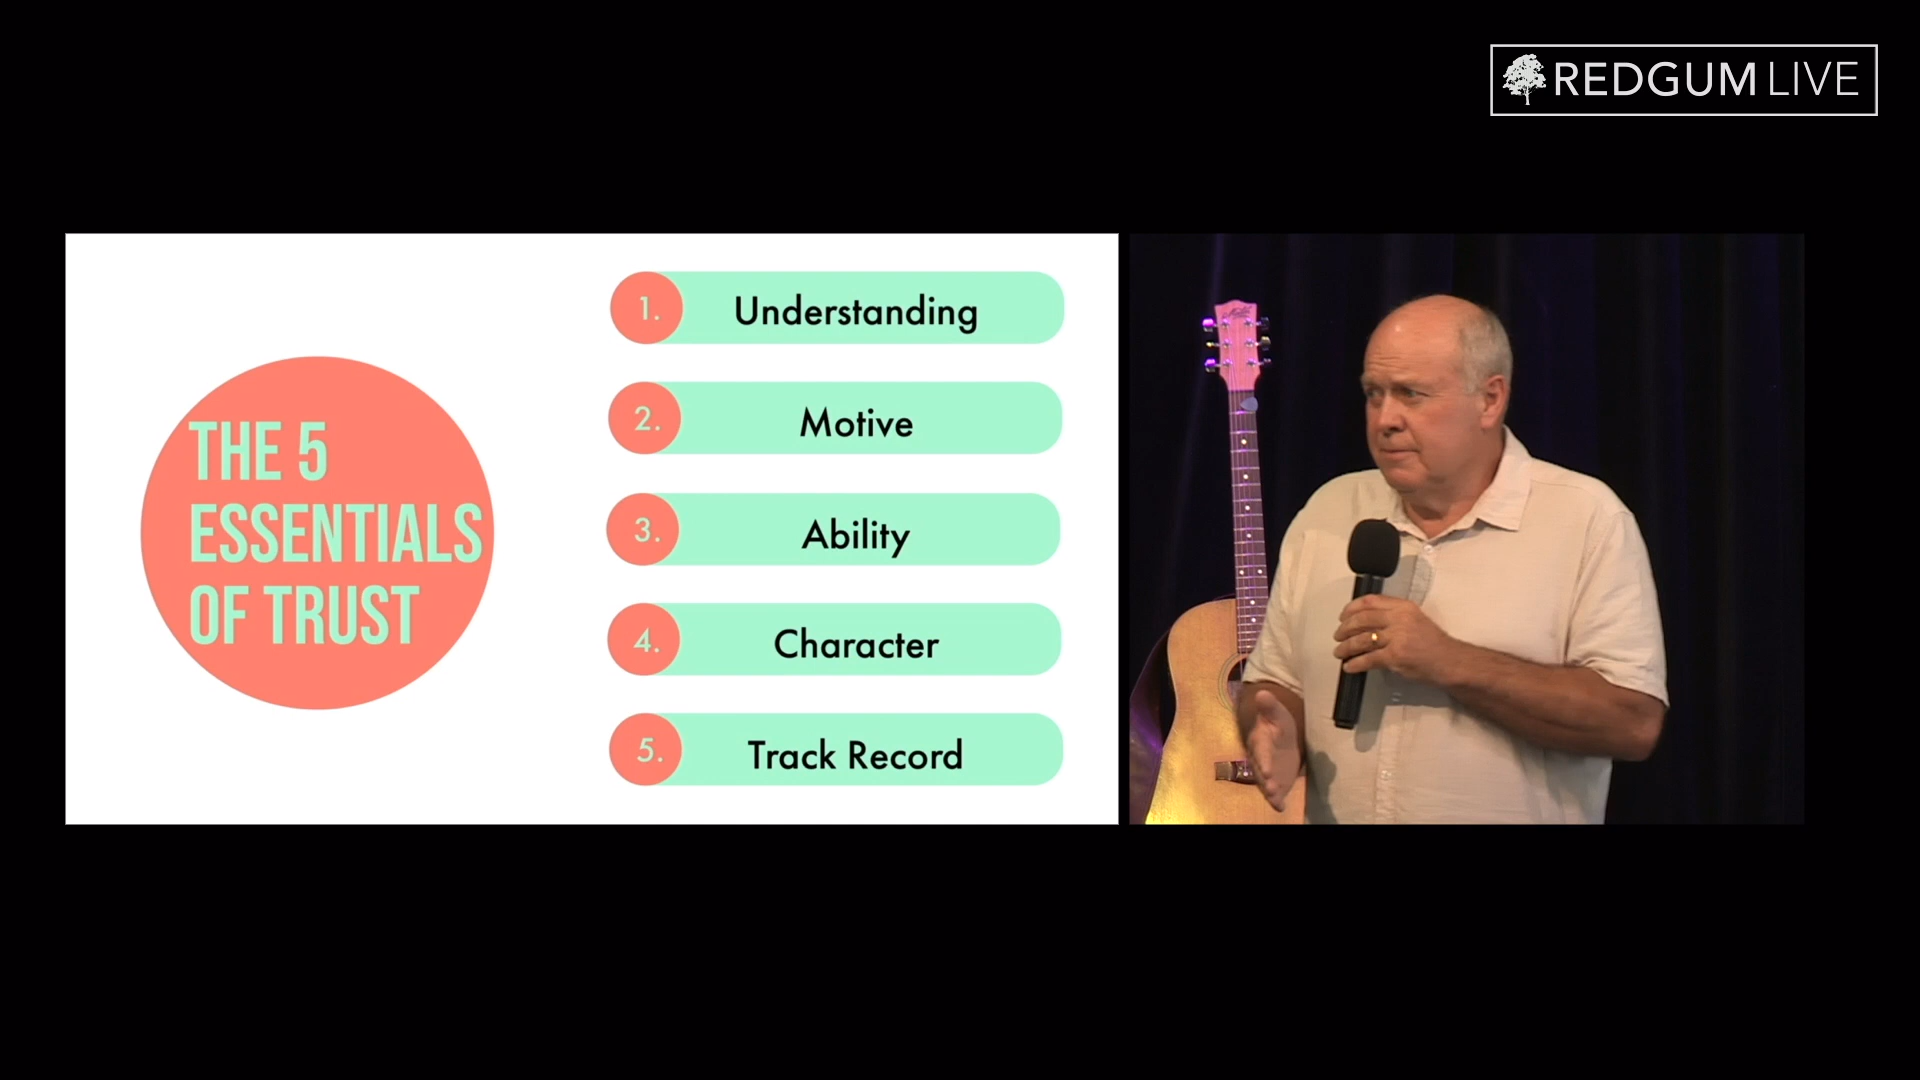 REDGUM LIVE
THE 5
ESSENTIALS
OF TRUST
1. Understanding
2. Motive
3. Ability
4. Character
5. Track Record